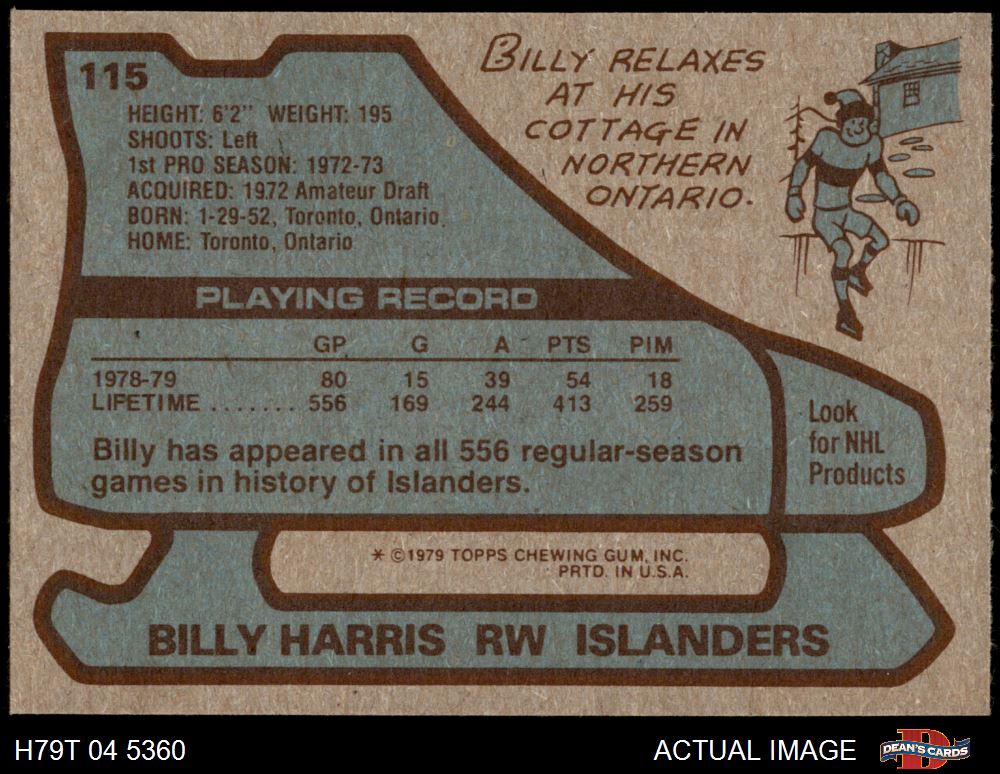 115
HEIGHT: 6'2" WEIGHT: 195
SHOOTS: Left
1st PRO SEASON: 1972-73
ACQUIRED: 1972 Amateur Draft
BORN: 1-29-52, Toronto, Ontario
HOME: Toronto, Ontario
BILLY RELAXES
AT HIS
COTTAGE IN
NORTHERN
ONTARIO.
PLAYING RECORD
GP G A PTS PIM
1978-79 80 15 39 54 18
LIFETIME ....... 556 169 244 413 259
Billy has appeared in all 556 regular-season
games in history of Islanders.
Look
for NHL
Products
* ©1979 TOPPS CHEWING GUM, INC.
PRTD. IN U.S.A.
BILLY HARRIS RW ISLANDERS
H79T 04 5360
ACTUAL IMAGE
DEAN'S CARDS